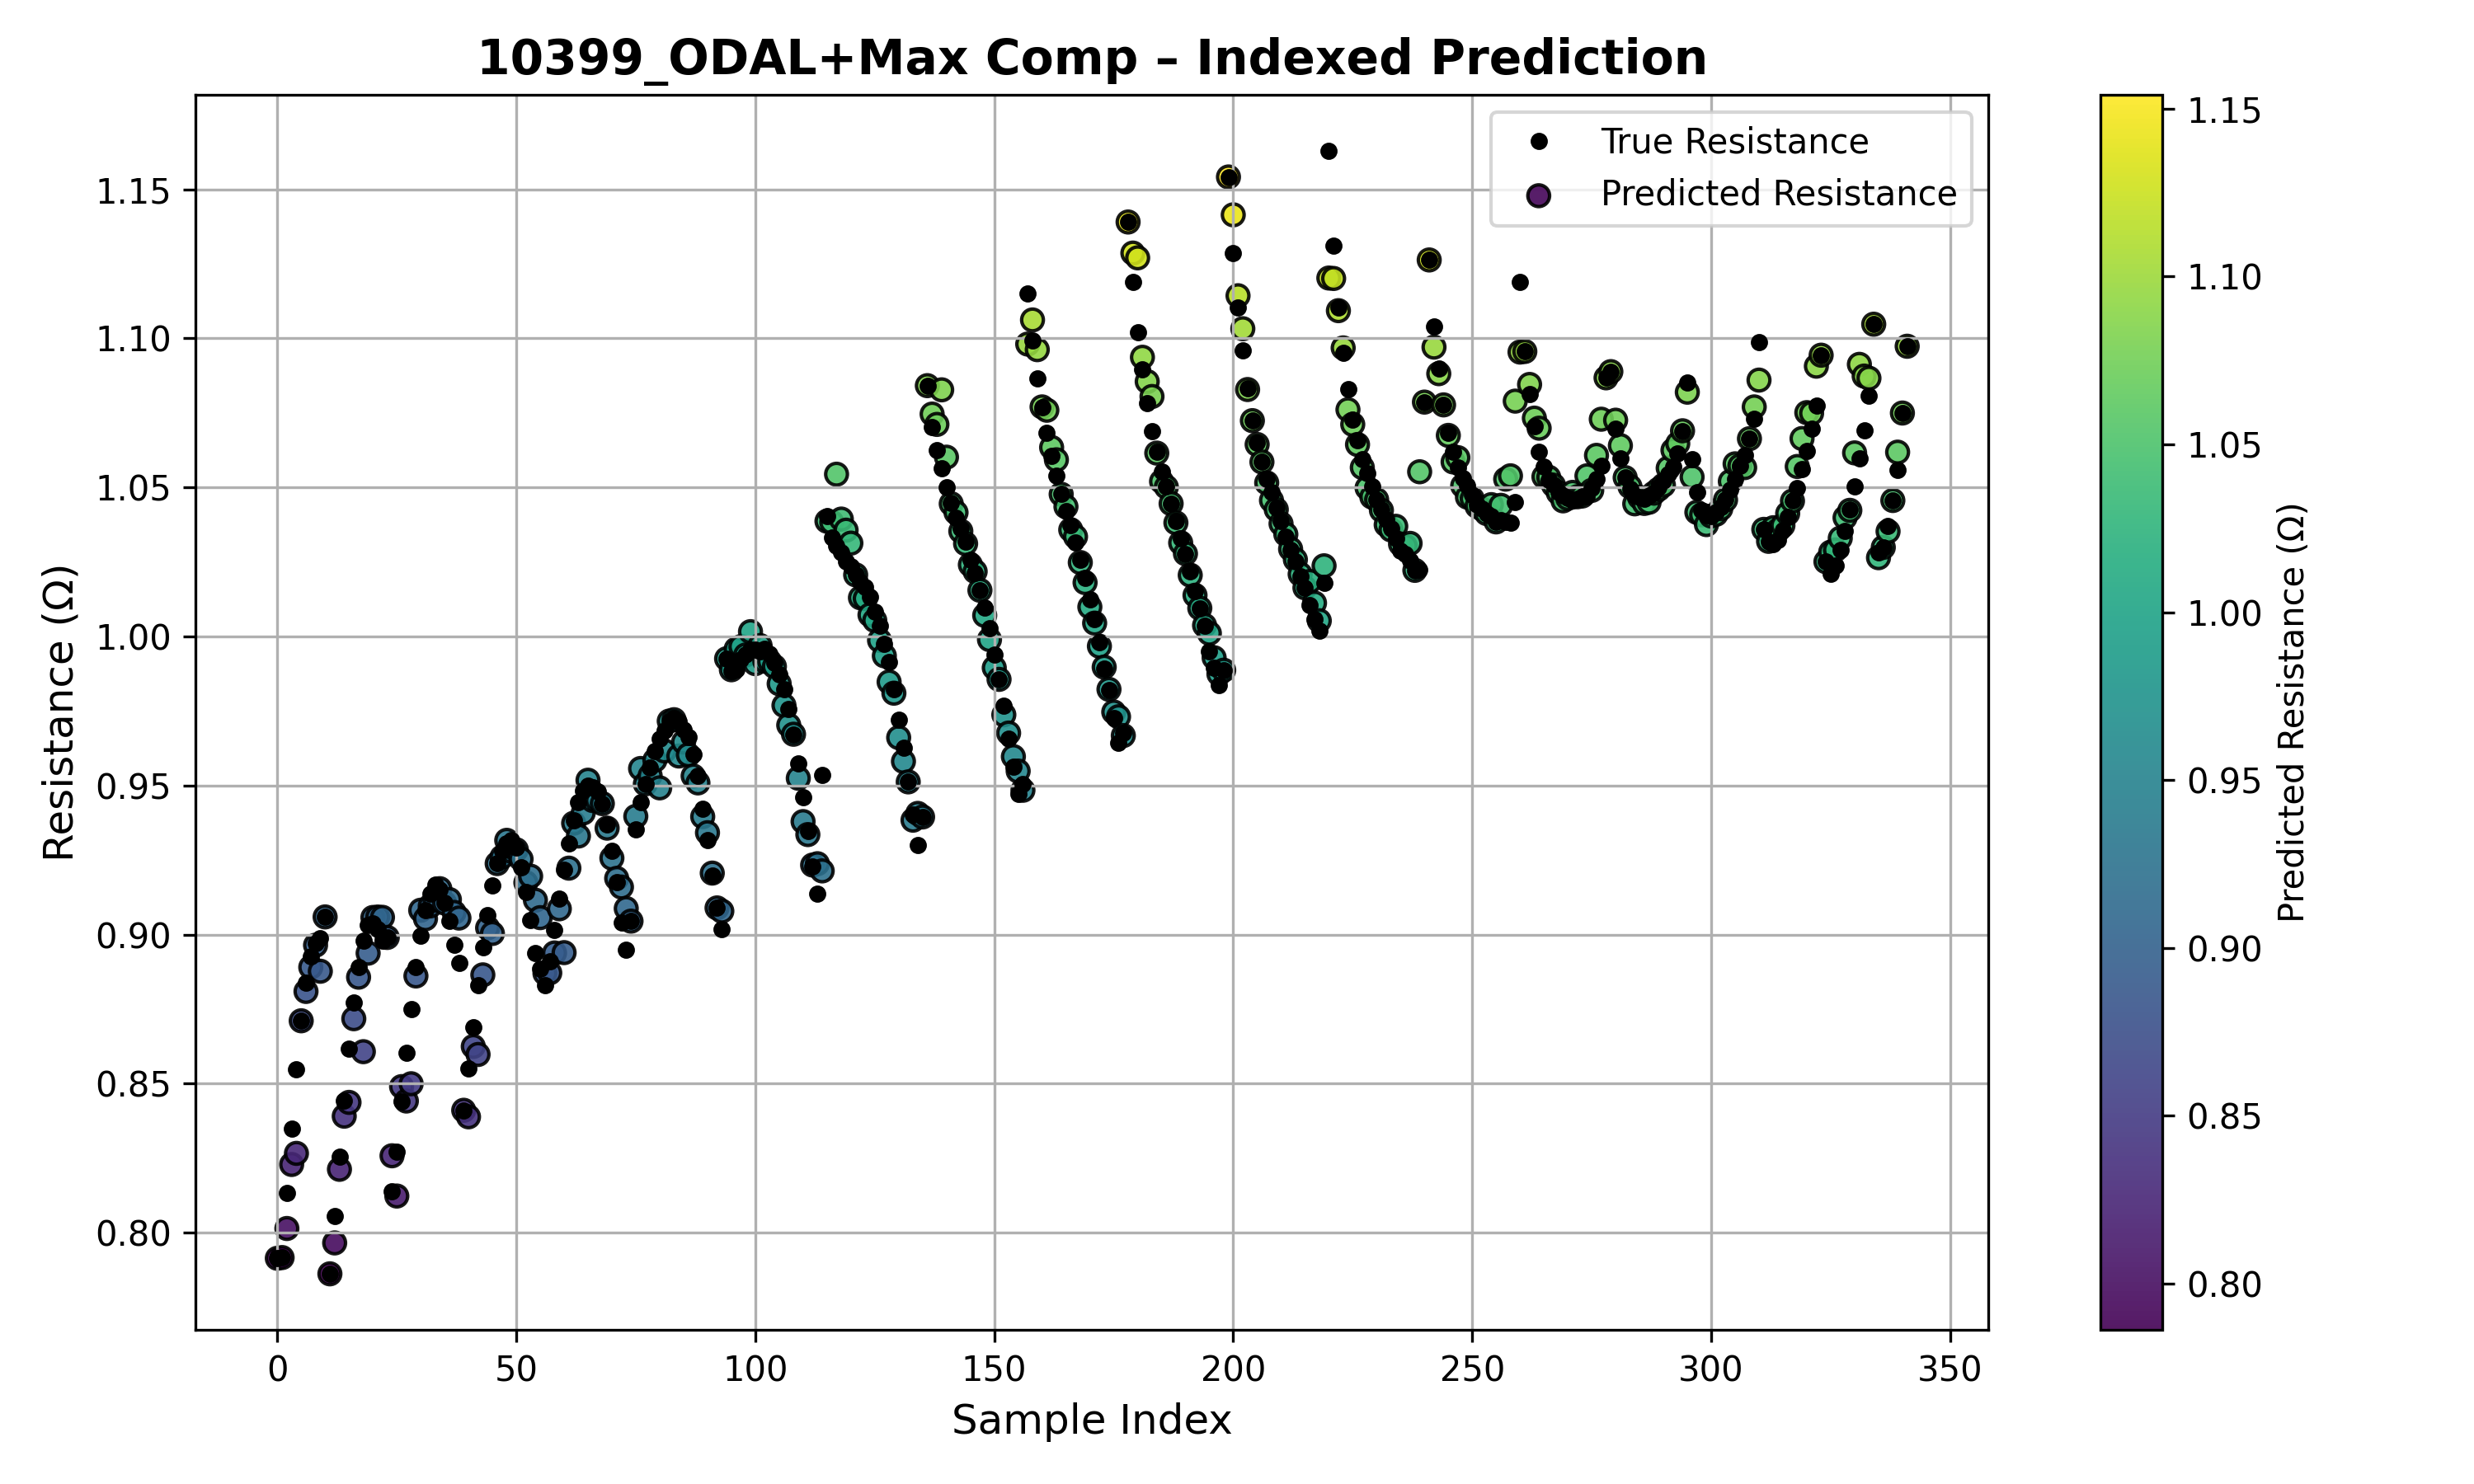 10399_ODAL+Max Comp – Indexed Prediction
True Resistance
Predicted Resistance
Resistance (Ω)
1.15
1.10
1.05
1.00
0.95
0.90
0.85
0.80
0 50 100 150 200 250 300 350
Sample Index
1.15
1.10
1.05
1.00
0.95
0.90
0.85
0.80
Predicted Resistance (Ω)